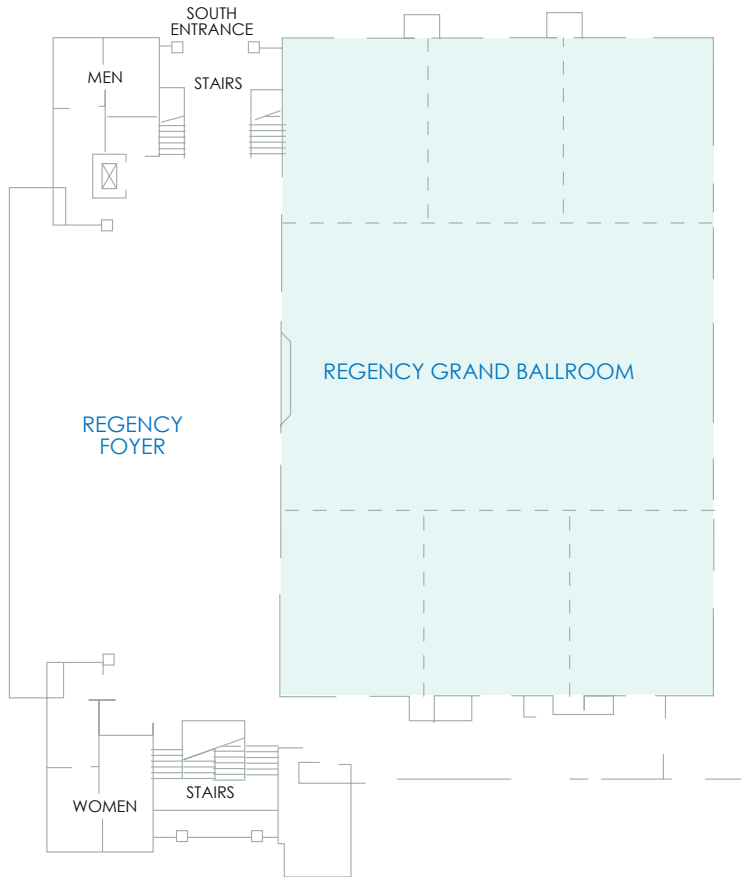 SOUTH
ENTRANCE
MEN
STAIRS
REGENCY GRAND BALLROOM
REGENCY
FOYER
STAIRS
WOMEN